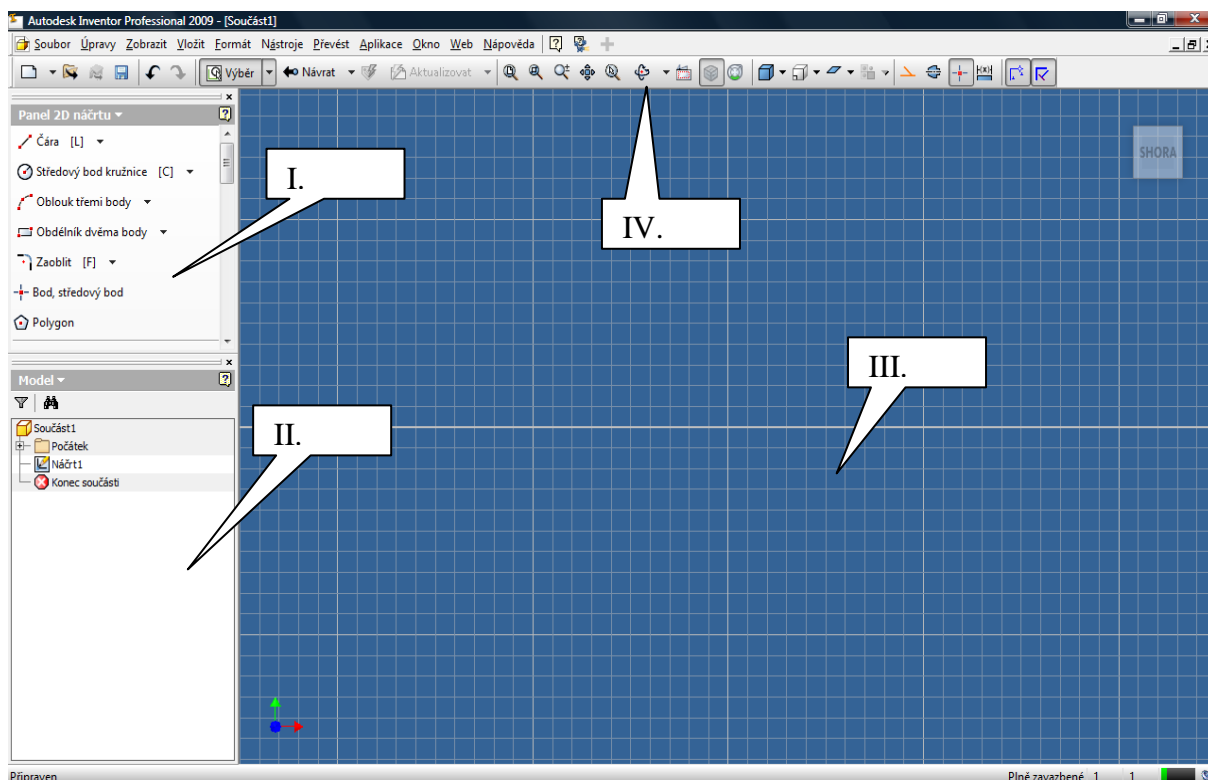 Autodesk Inventor Professional 2009 - [Součást1]
Soubor Úpravy Zobrazit Vložit Formát Nástroje Převést Aplikace Okno Web Nápověda
Výběr Návrat Aktualizovat
Panel 2D náčrtu
Čára [L]
Středový bod kružnice [C]
Oblouk třemi body
Obdélník dvěma body
Zaoblit [F]
Bod, středový bod
Polygon
I.
IV.
SHORA
III.
Model
Součást1
Počátek
Náčrt1
Konec součásti
II.
Připraven
Plně zavazbené 1 1